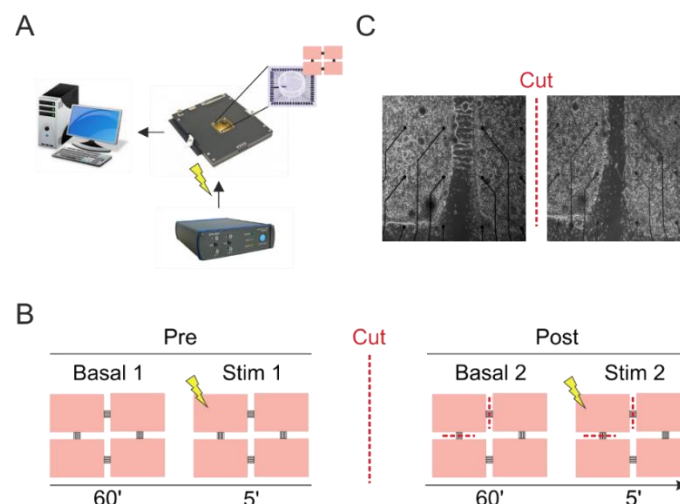 A
C
Cut
B
Pre
Cut
Post
Basal 1
Stim 1
Basal 2
Stim 2
60'
5'
60'
5'